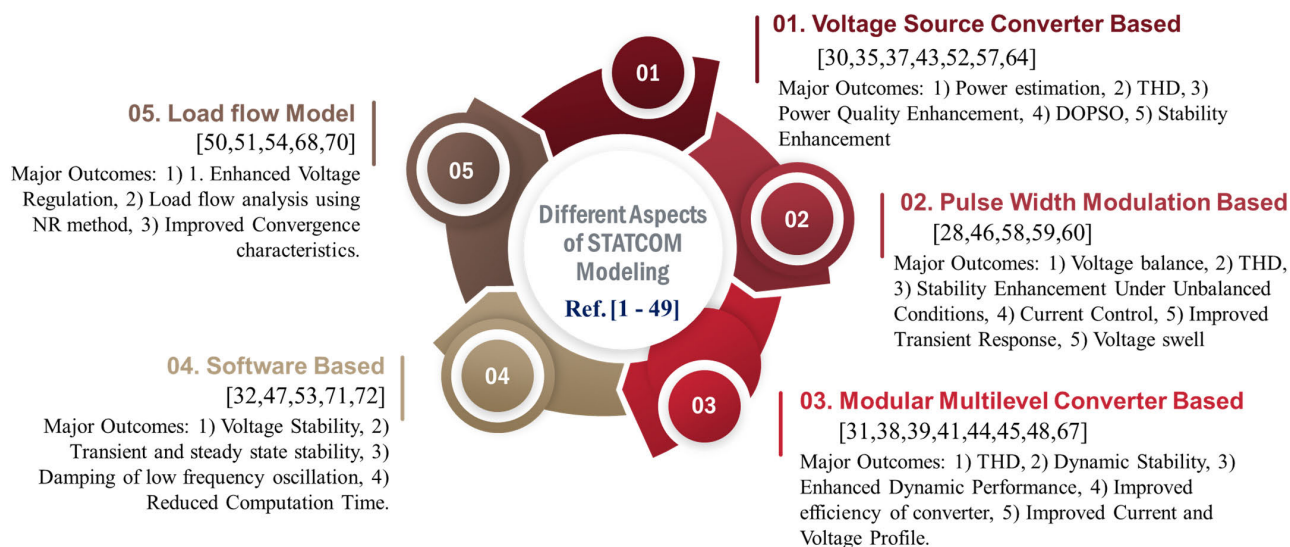 01
02
03
04
05
Different Aspects
of STATCOM
Modeling
Ref.[1 - 49]
01. Voltage Source Converter Based
[30,35,37,43,52,57,64]
Major Outcomes: 1) Power estimation, 2) THD, 3)
Power Quality Enhancement, 4) DOPSO, 5) Stability
Enhancement
02. Pulse Width Modulation Based
[28,46,58,59,60]
Major Outcomes: 1) Voltage balance, 2) THD,
3) Stability Enhancement Under Unbalanced
Conditions, 4) Current Control, 5) Improved
Transient Response, 5) Voltage swell
03. Modular Multilevel Converter Based
[31,38,39,41,44,45,48,67]
Major Outcomes: 1) THD, 2) Dynamic Stability, 3)
Enhanced Dynamic Performance, 4) Improved
efficiency of converter, 5) Improved Current and
Voltage Profile.
04. Software Based
[32,47,53,71,72]
Major Outcomes: 1) Voltage Stability, 2)
Transient and steady state stability, 3)
Damping of low frequency oscillation, 4)
Reduced Computation Time.
05. Load flow Model
[50,51,54,68,70]
Major Outcomes: 1) 1. Enhanced Voltage
Regulation, 2) Load flow analysis using
NR method, 3) Improved Convergence
characteristics.